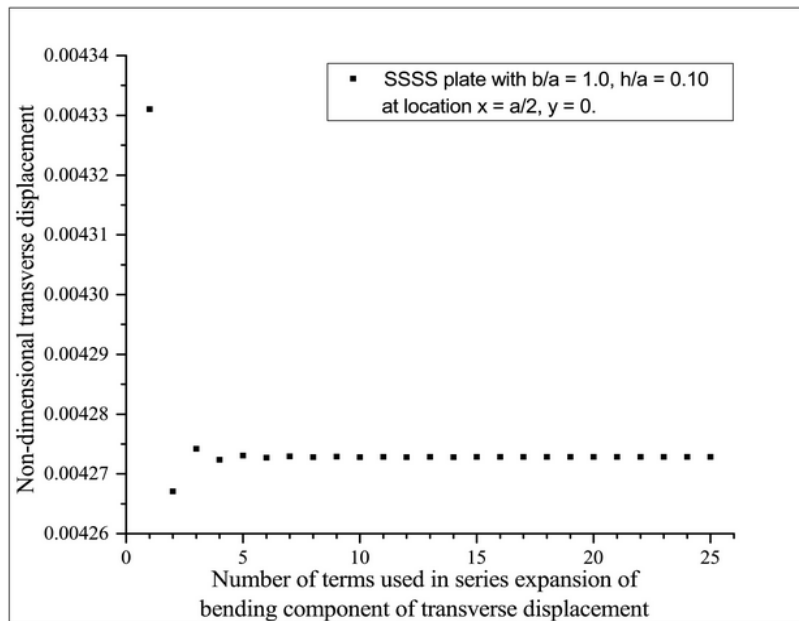 0.00434
0.00433
0.00432
0.00431
0.00430
0.00429
0.00428
0.00427
0.00426
Non-dimensional transverse displacement
SSSS plate with b/a = 1.0, h/a = 0.10
at location x = a/2, y = 0.
0 5 10 15 20 25
Number of terms used in series expansion of
bending component of transverse displacement